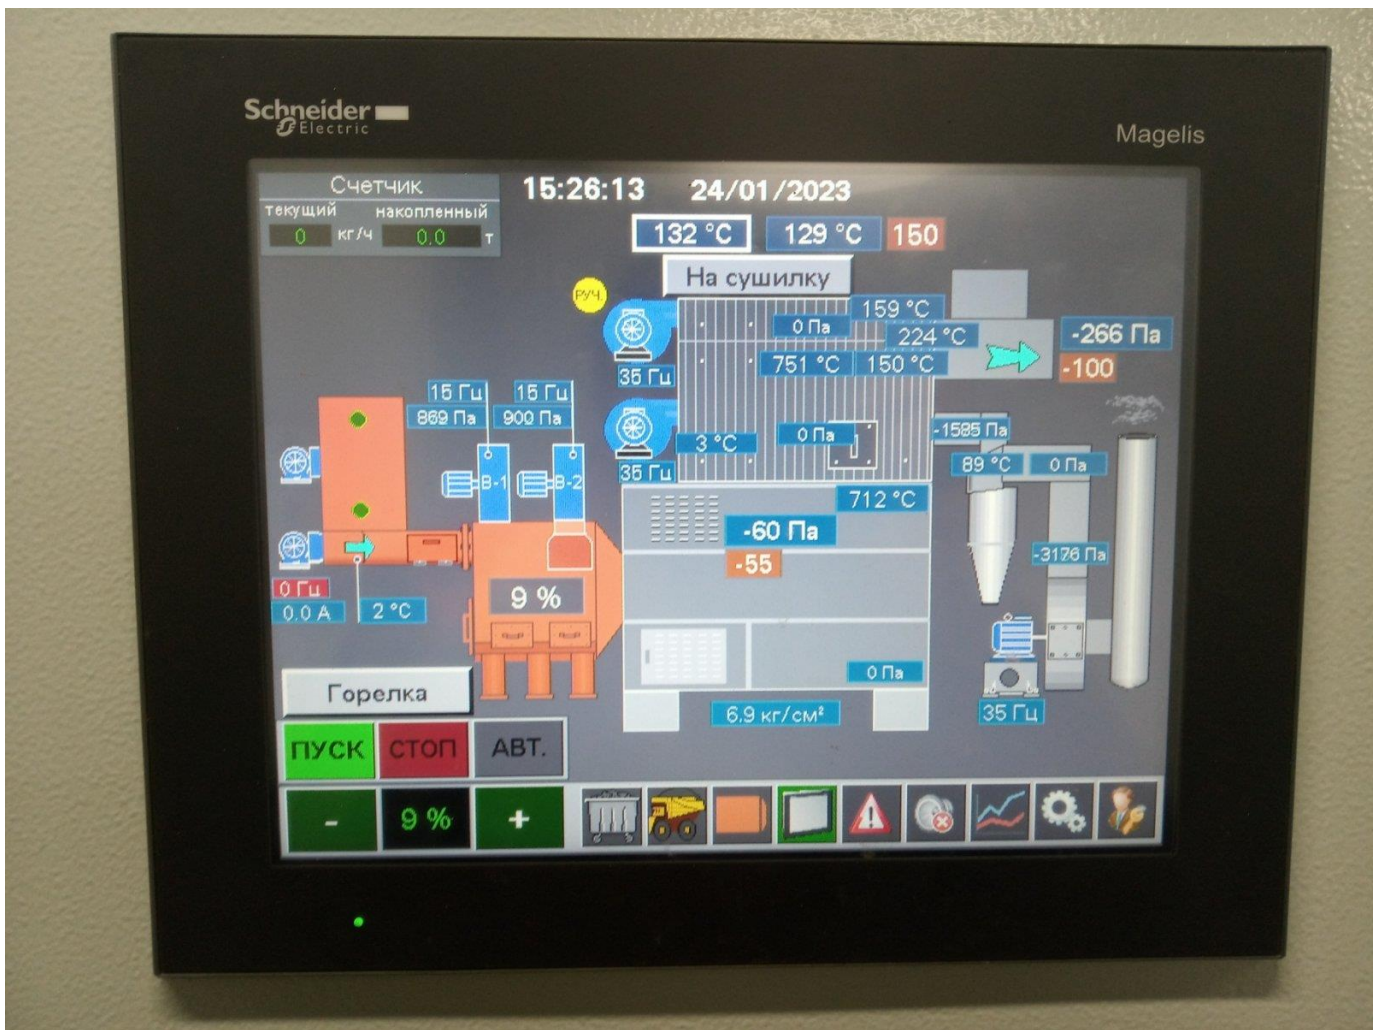 Schneider
Electric
Magelis
Счетчик
текущий накопленный
0 кг/ч 0.0 т
15:26:13 24/01/2023
132 °C 129 °C 150
На сушилку
РУЧ.
159 °C
0 Па
224 °C
-266 Па
751 °C 150 °C
-100
35 Гц
15 Гц 15 Гц
869 Па 900 Па
3 °C
0 Па
-1585 Па
89 °C 0 Па
35 Гц
В-1 В-2
712 °C
-60 Па
-55
-3176 Па
0 Гц
0.0 А
2 °C
9 %
0 Па
6.9 кг/см²
35 Гц
Горелка
ПУСК СТОП АВТ.
- 9 % +